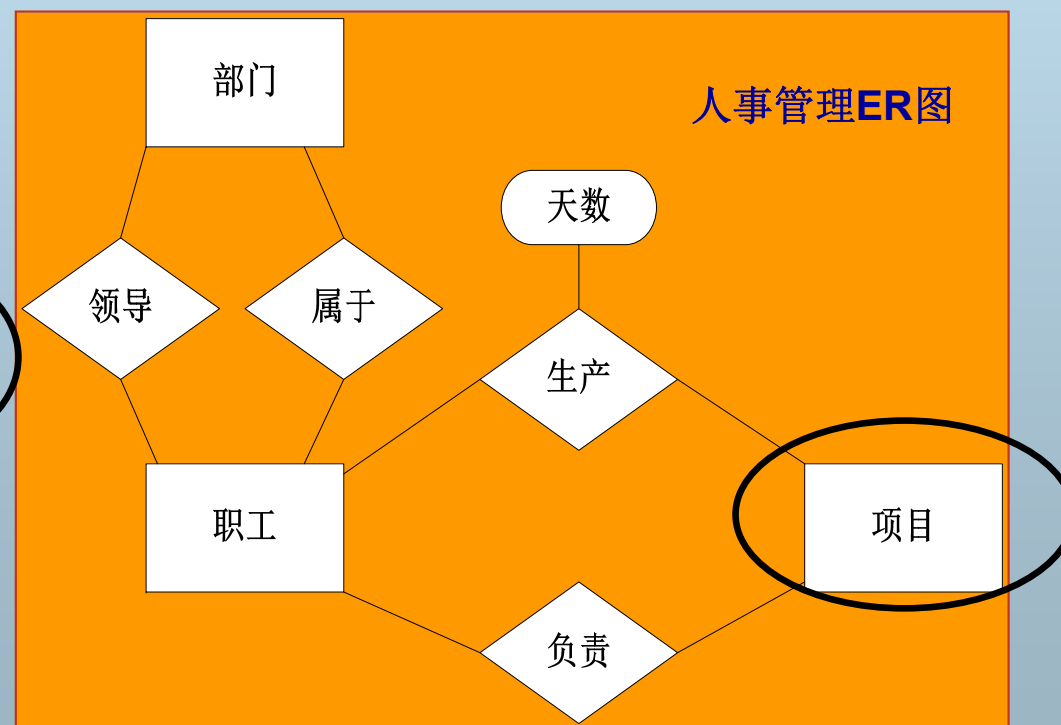 部门
人事管理ER图
天数
领导
属于
生产
职工
项目
负责